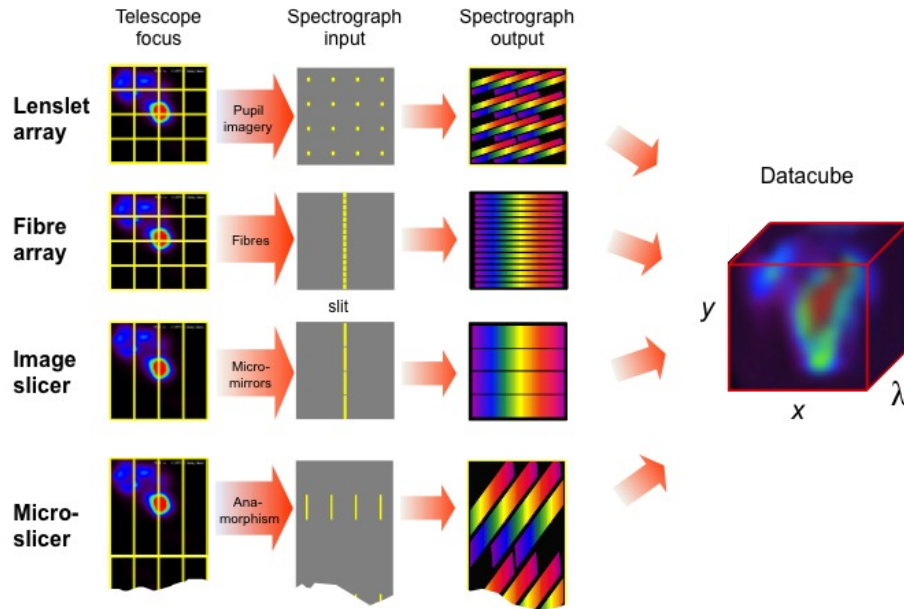 Telescope
focus
Spectrograph
input
Spectrograph
output
Lenslet
array
Pupil
imagery
Datacube
Fibre
array
Fibres
slit
Image
slicer
Micro-
mirrors
y
x
λ
Micro-
slicer
Ana-
morphism